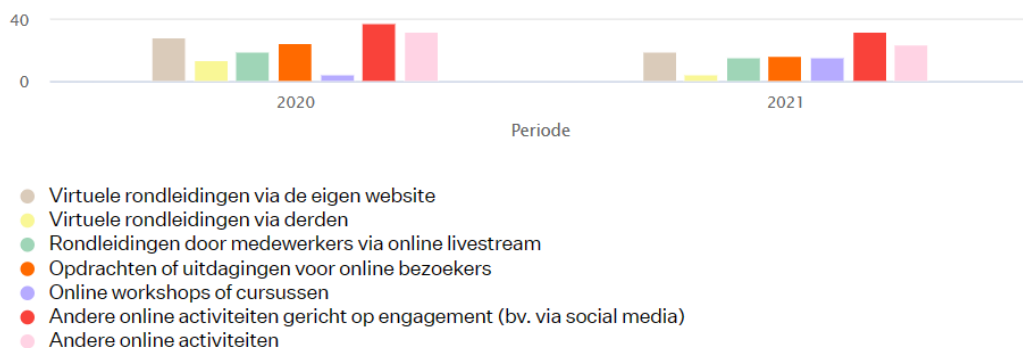 40
0
2020 2021
Periode
Virtuele rondleidingen via de eigen website
Virtuele rondleidingen via derden
Rondleidingen door medewerkers via online livestream
Opdrachten of uitdagingen voor online bezoekers
Online workshops of cursussen
Andere online activiteiten gericht op engagement (bv. via social media)
Andere online activiteiten